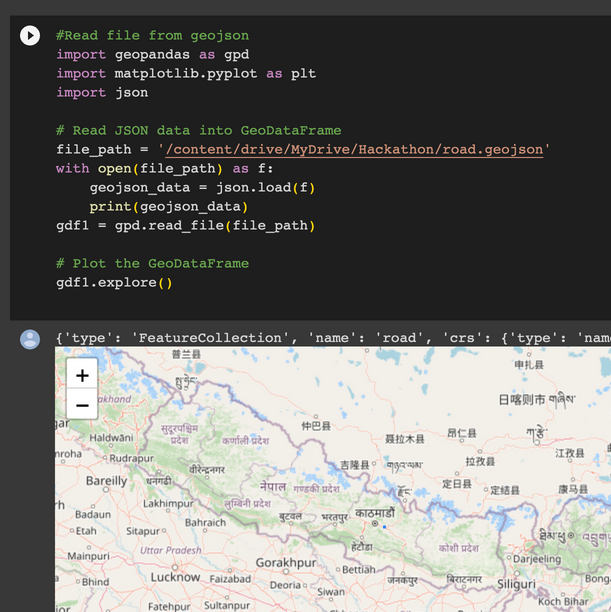 #Read file from geojson
import geopandas as gpd
import matplotlib.pyplot as plt
import json
# Read JSON data into GeoDataFrame
file_path = '/content/drive/MyDrive/Hackathon/road.geojson'
with open(file_path) as f:
    geojson_data = json.load(f)
    print(geojson_data)
gdf1 = gpd.read_file(file_path)
# Plot the GeoDataFrame
gdf1.explore()
{'type': 'FeatureCollection', 'name': 'road', 'crs': {'type': 'nam
普兰县
申扎县
+
−
akhand
日喀则市
仲巴县
सुदूरपश्चिम
प्रदेश
कर्णाली प्रदेश
昂仁县
聂拉木县
Haldwāni
江孜县
nroha
Rudrapur
वीरेन्द्रनगर
吉隆县
拉孜县
Bareilly
धनगढी
नेपाल
गण्डकी प्रदेश
定日县
定结县
康马县
Lakhimpur
लुम्बिनी प्रदेश
Badaun
बुटवल
भरतपुर
काठमाडौं
Etah
Sitapur
Bahraich
हेटौडा
कोशी प्रदेश
Mainpuri
Uttar Pradesh
Darjeeling
Gorakhpur
Bettiah
Bhind
Lucknow
Faizabad
Deoria
जनकपुर
बिराटनगर
Siliguri
Bong
Siwan
Koch Bihar
Fatehpur
Sultanpur